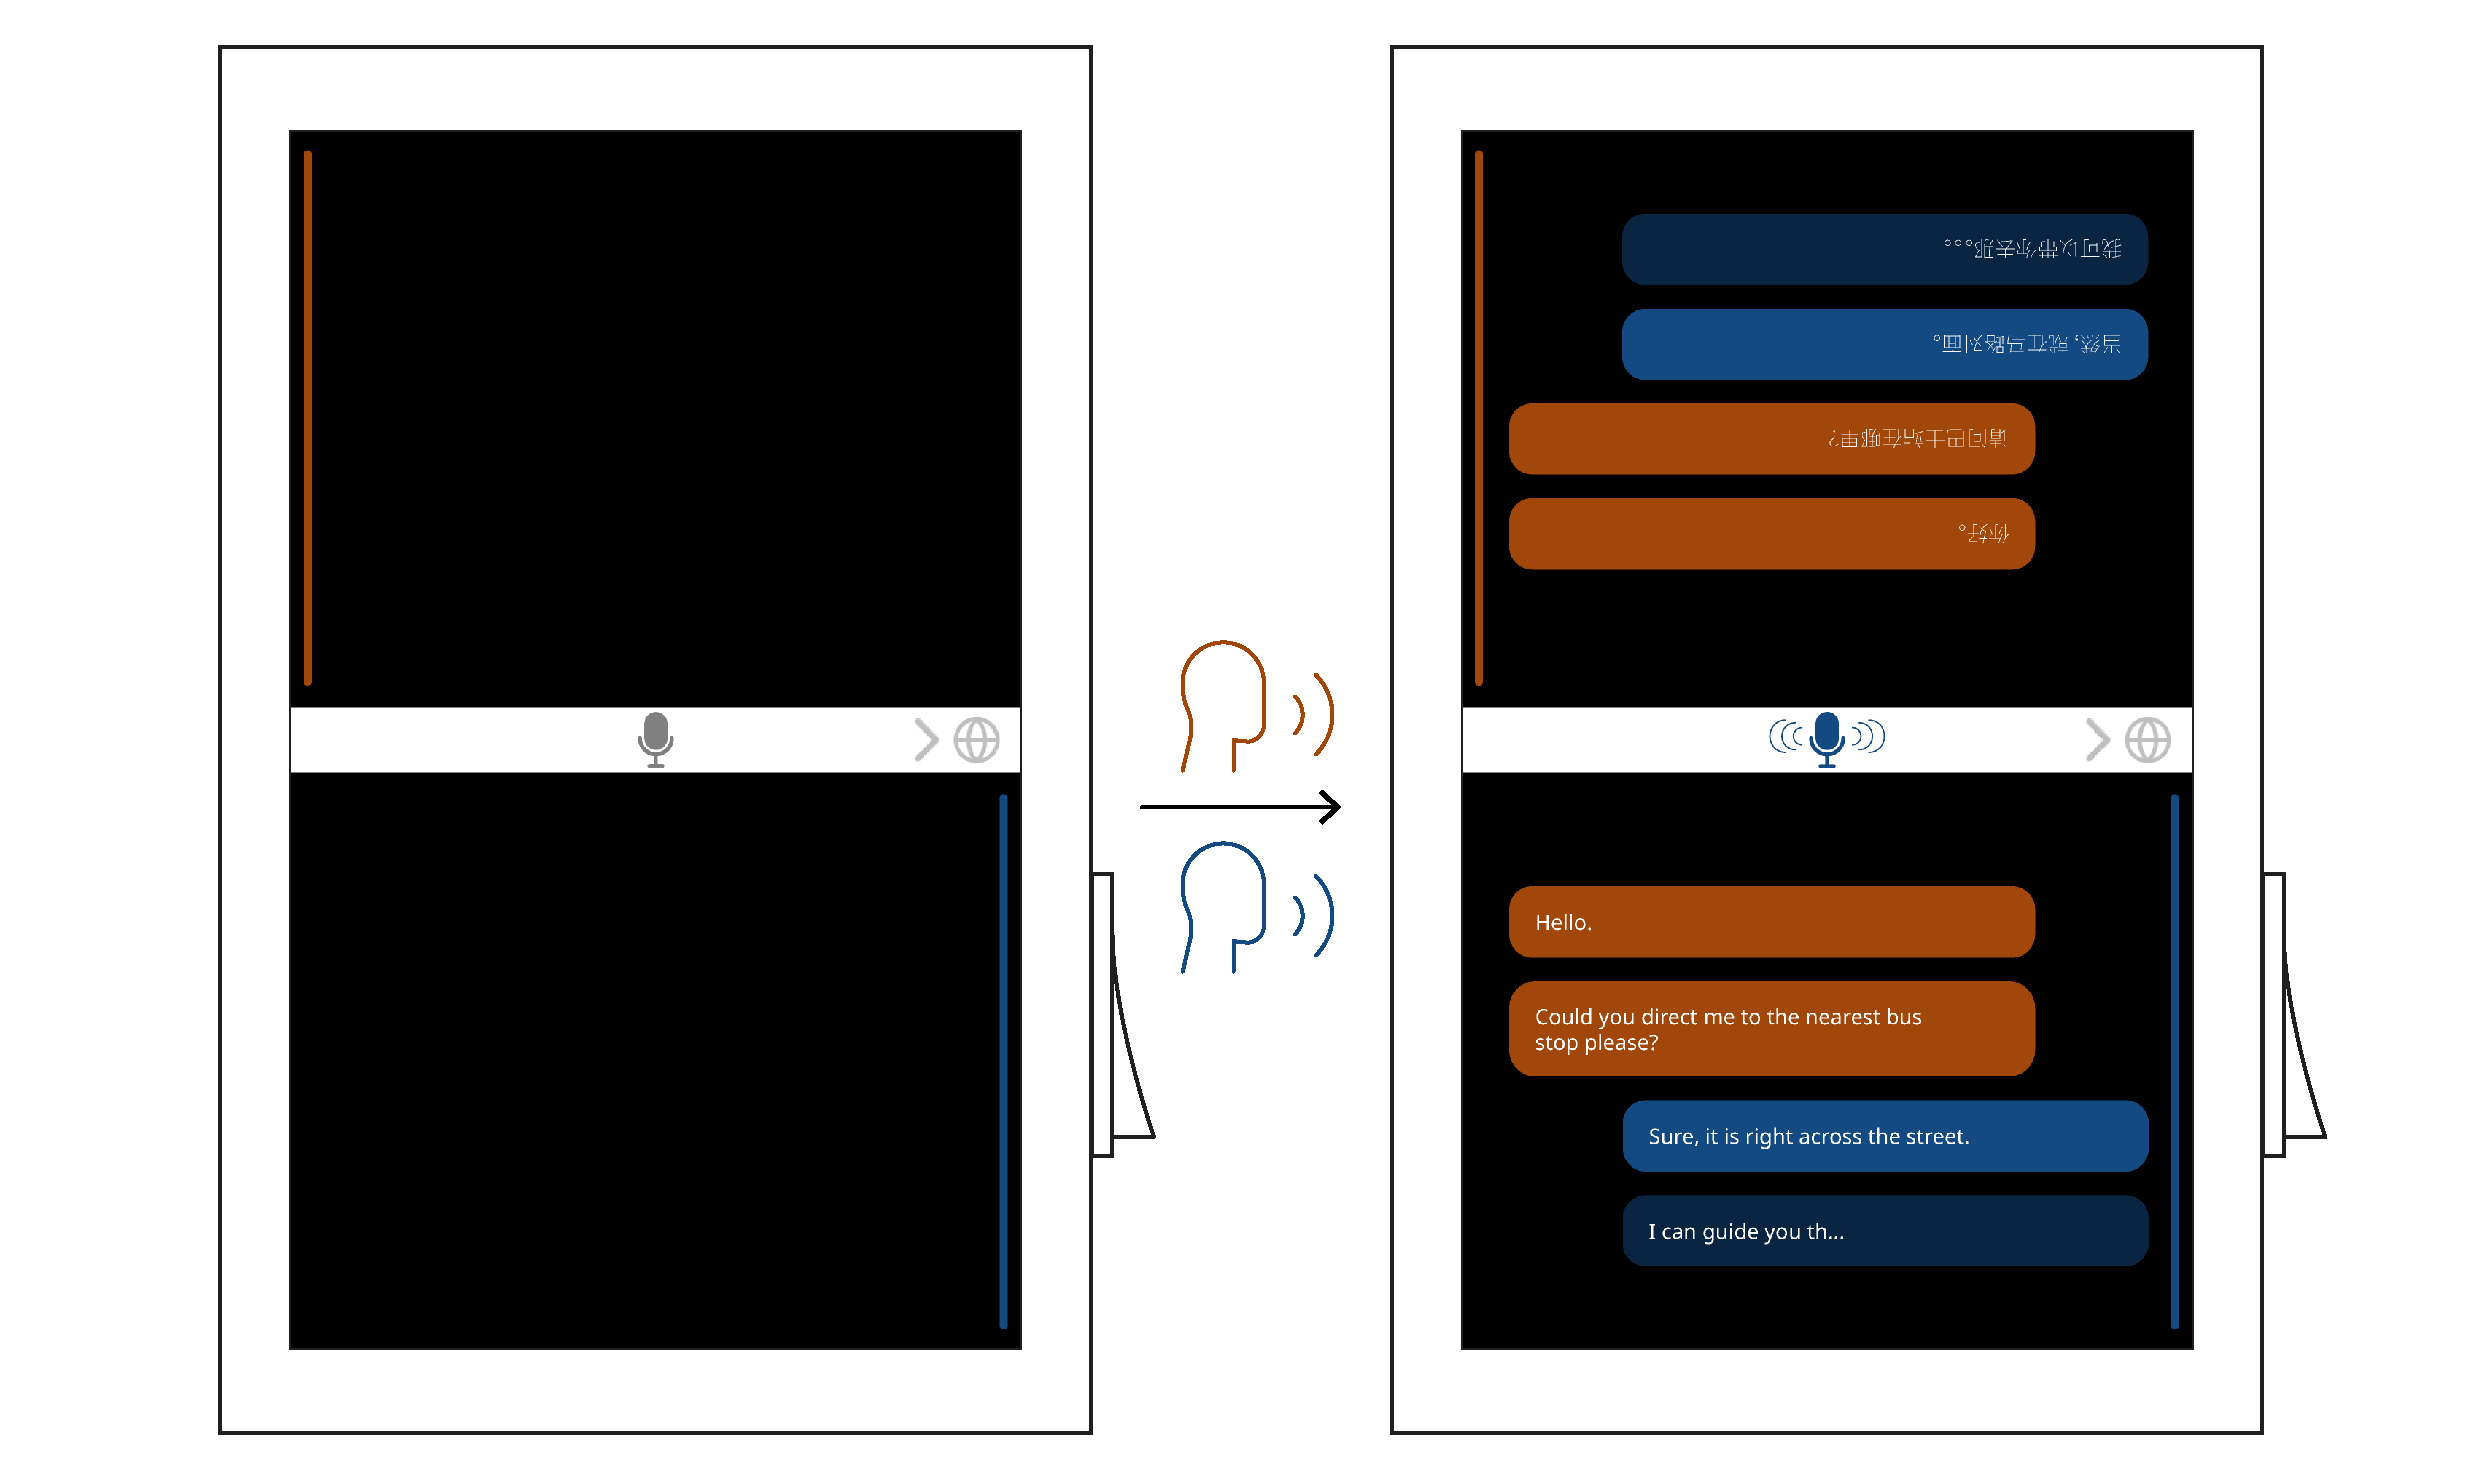 你好。
请问巴士站在哪里?
当然, 就在马路对面。
我可以带你去那。。。
Hello.
Could you direct me to the nearest bus
stop please?
Sure, it is right across the street.
I can guide you th...